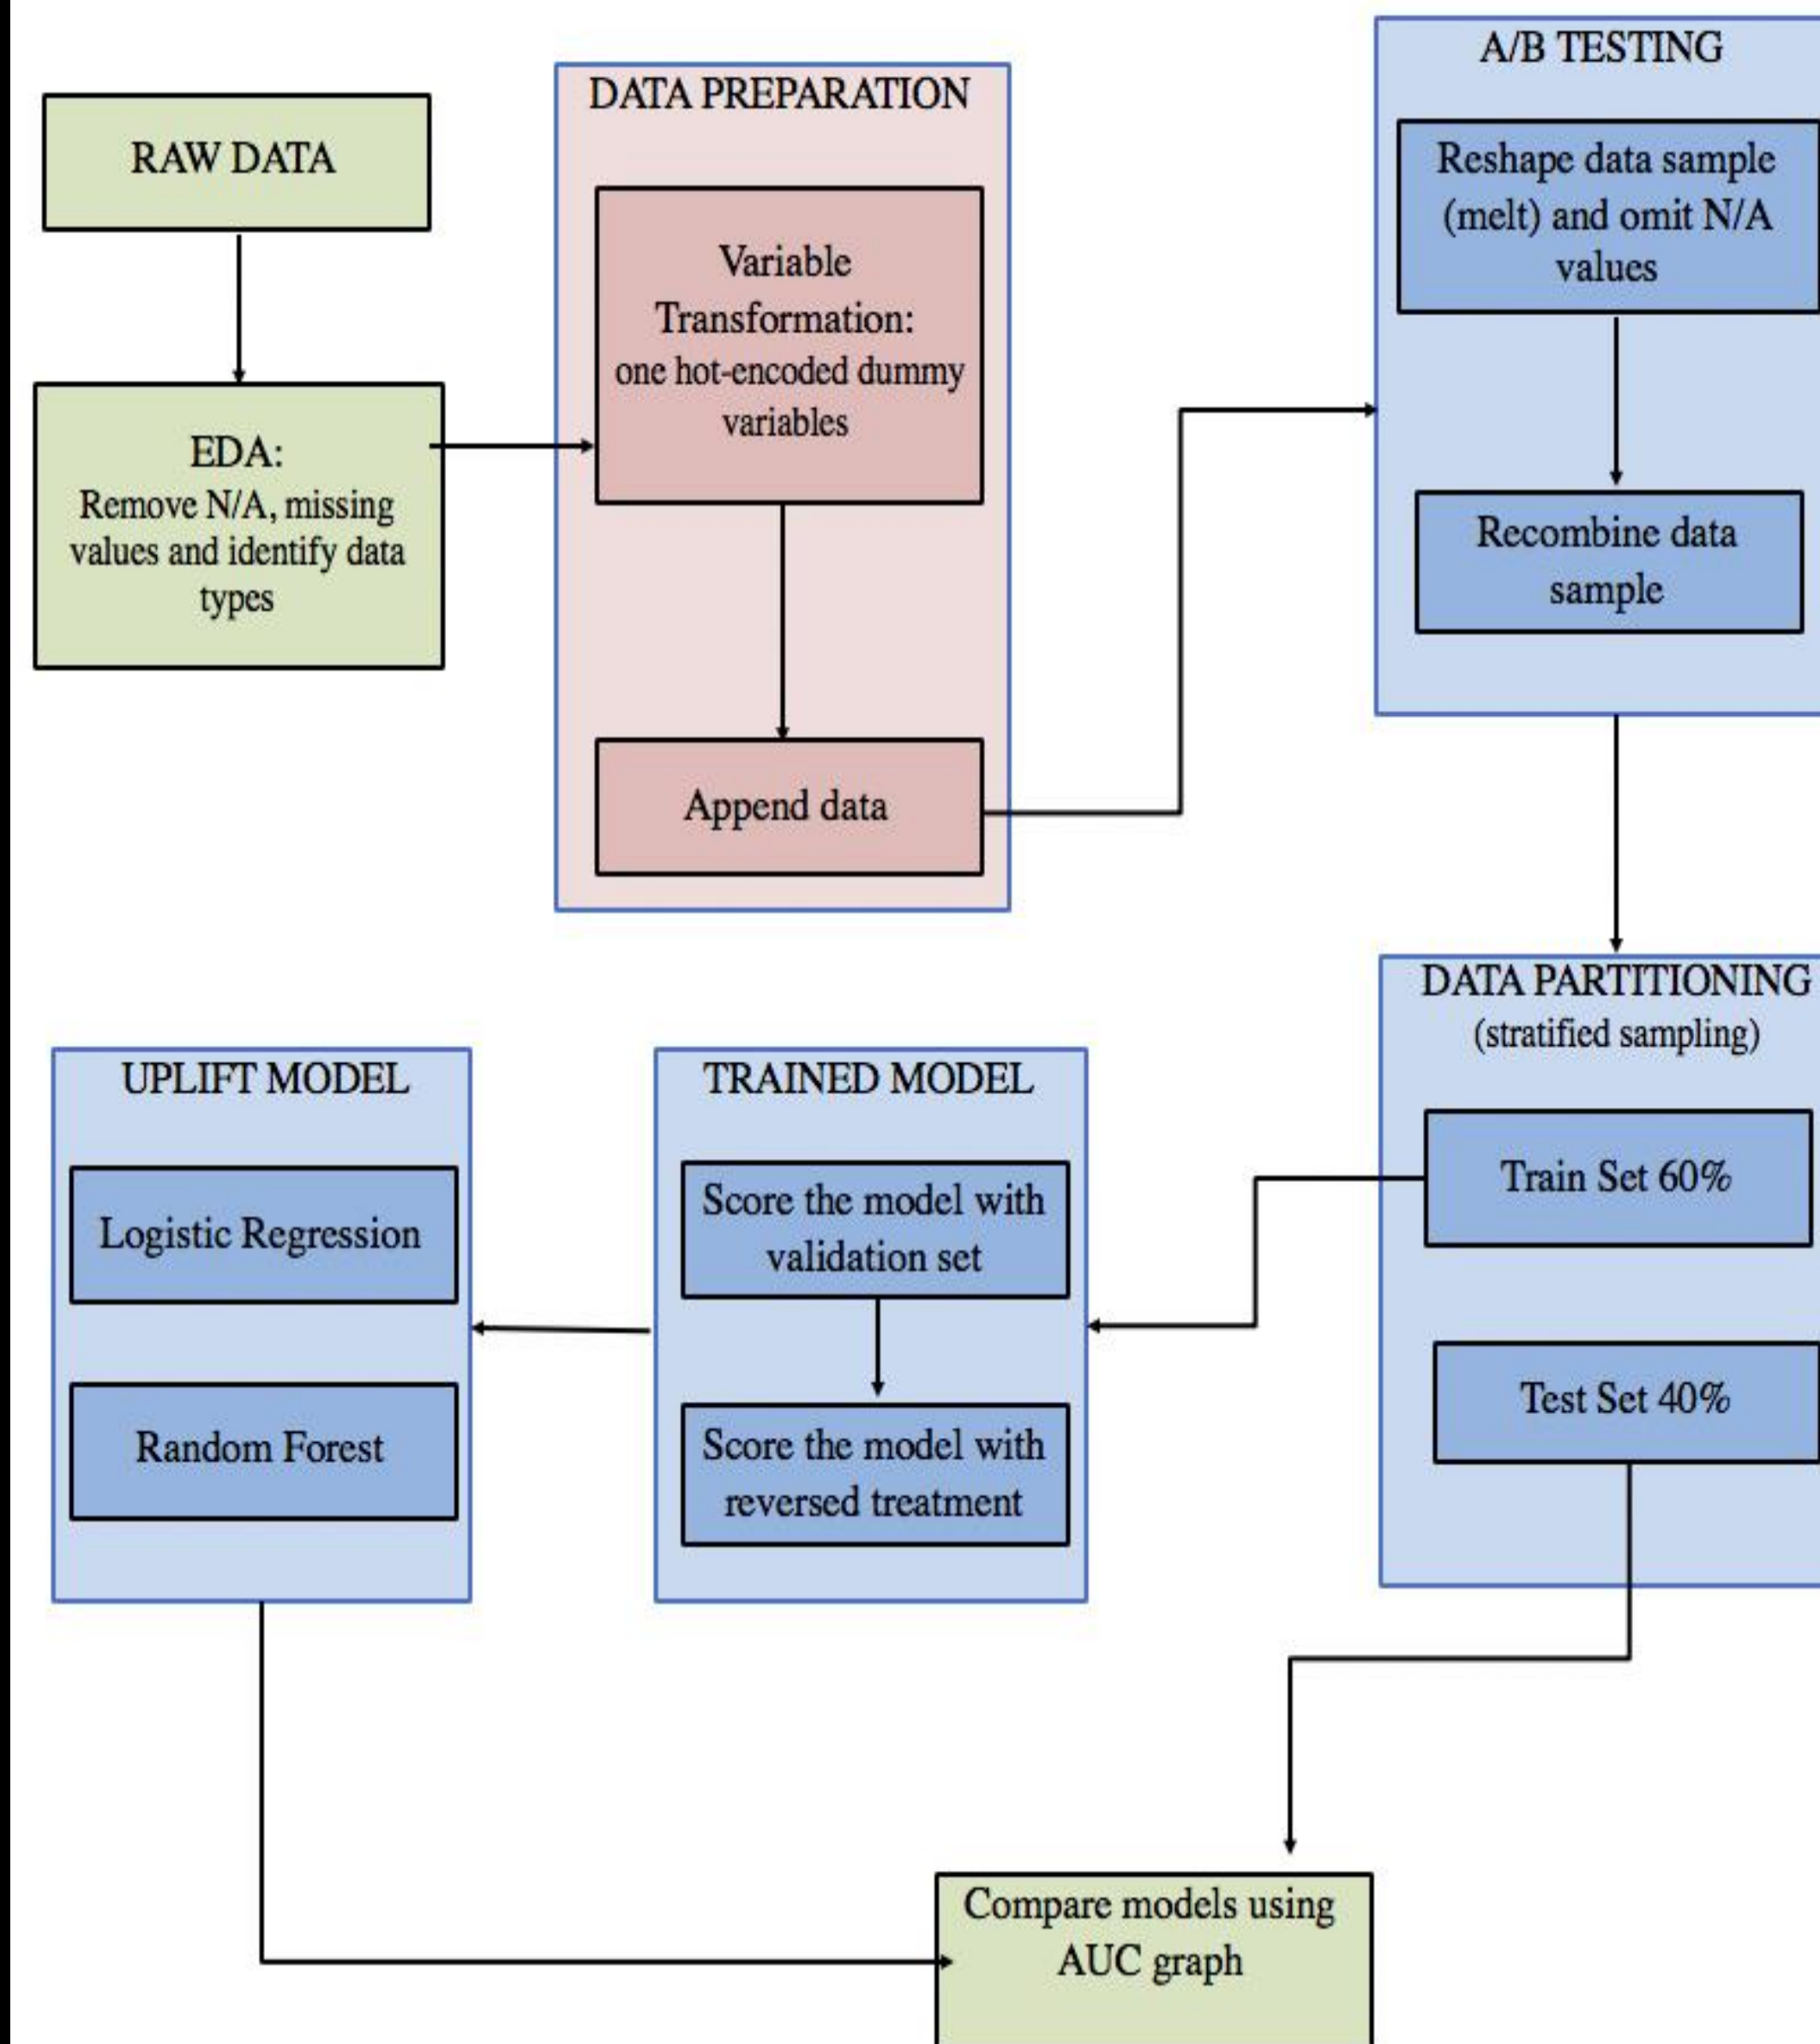 RAW DATA
EDA:
Remove N/A, missing
values and identify data
types
DATA PREPARATION
Variable
Transformation:
one hot-encoded dummy
variables
Append data
A/B TESTING
Reshape data sample
(melt) and omit N/A
values
Recombine data
sample
DATA PARTITIONING
(stratified sampling)
Train Set 60%
Test Set 40%
TRAINED MODEL
Score the model with
validation set
Score the model with
reversed treatment
UPLIFT MODEL
Logistic Regression
Random Forest
Compare models using
AUC graph